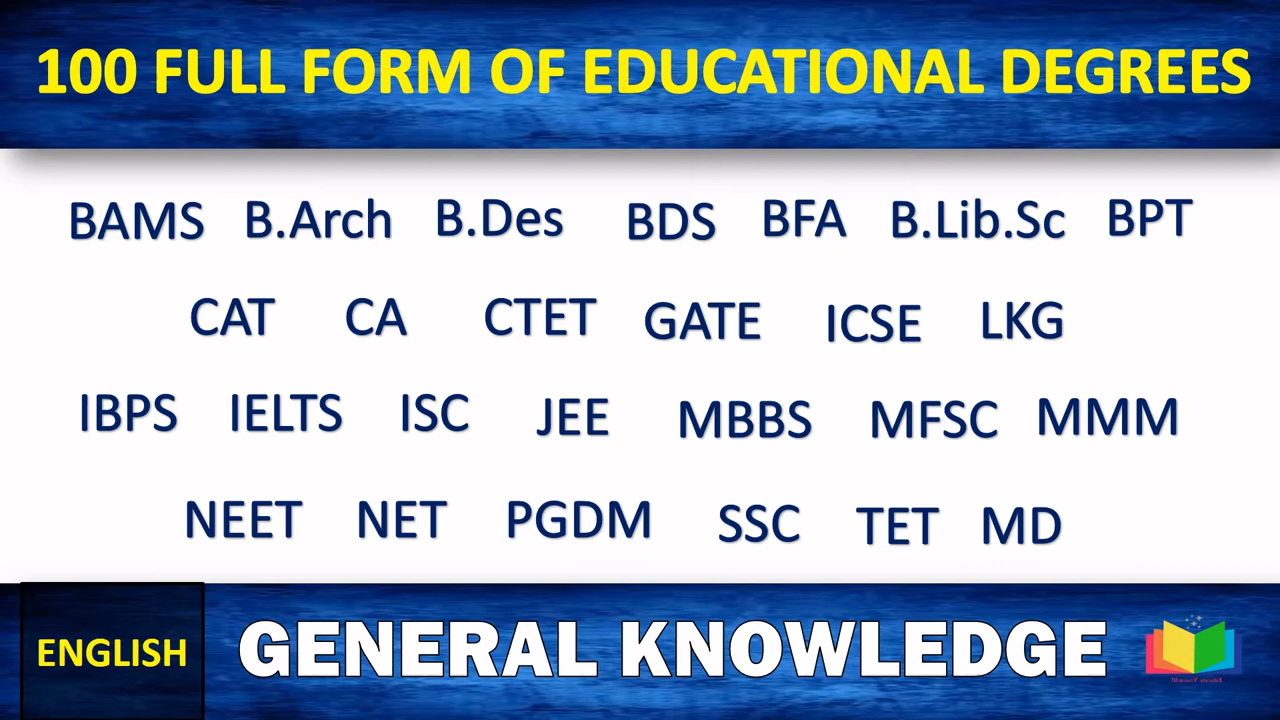 100 FULL FORM OF EDUCATIONAL DEGREES
BAMS B.Arch B.Des BDS BFA B.Lib.Sc BPT
CAT CA CTET GATE ICSE LKG
IBPS IELTS ISC JEE MBBS MFSC MMM
NEET NET PGDM SSC TET MD
ENGLISH GENERAL KNOWLEDGE